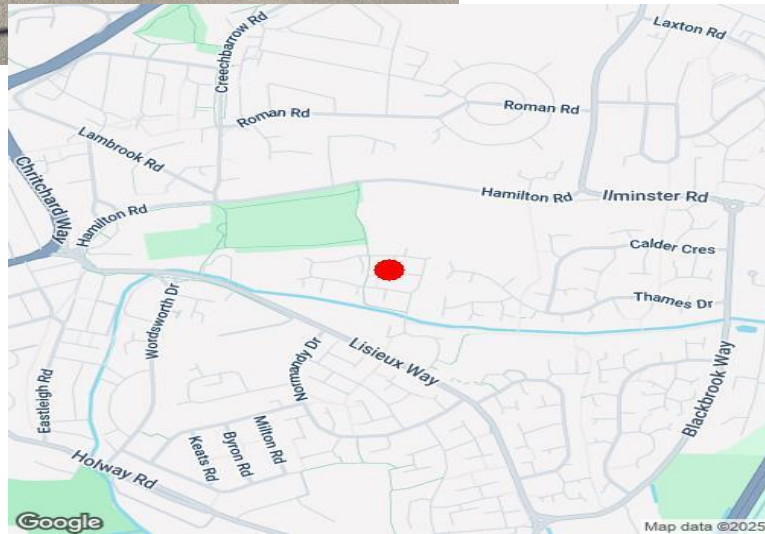 Laxton Rd
Creechbarrow Rd
Roman Rd
Roman Rd
Lambrook Rd
Chritchard Way
Hamilton Rd
Hamilton Rd
Ilminster Rd
Calder Cres
Thames Dr
Wordsworth Dr
Normandy Dr
Lisieux Way
Blackbrook Way
Eastleigh Rd
Milton Rd
Byron Rd
Keats Rd
Holway Rd
Google
Map data ©2025